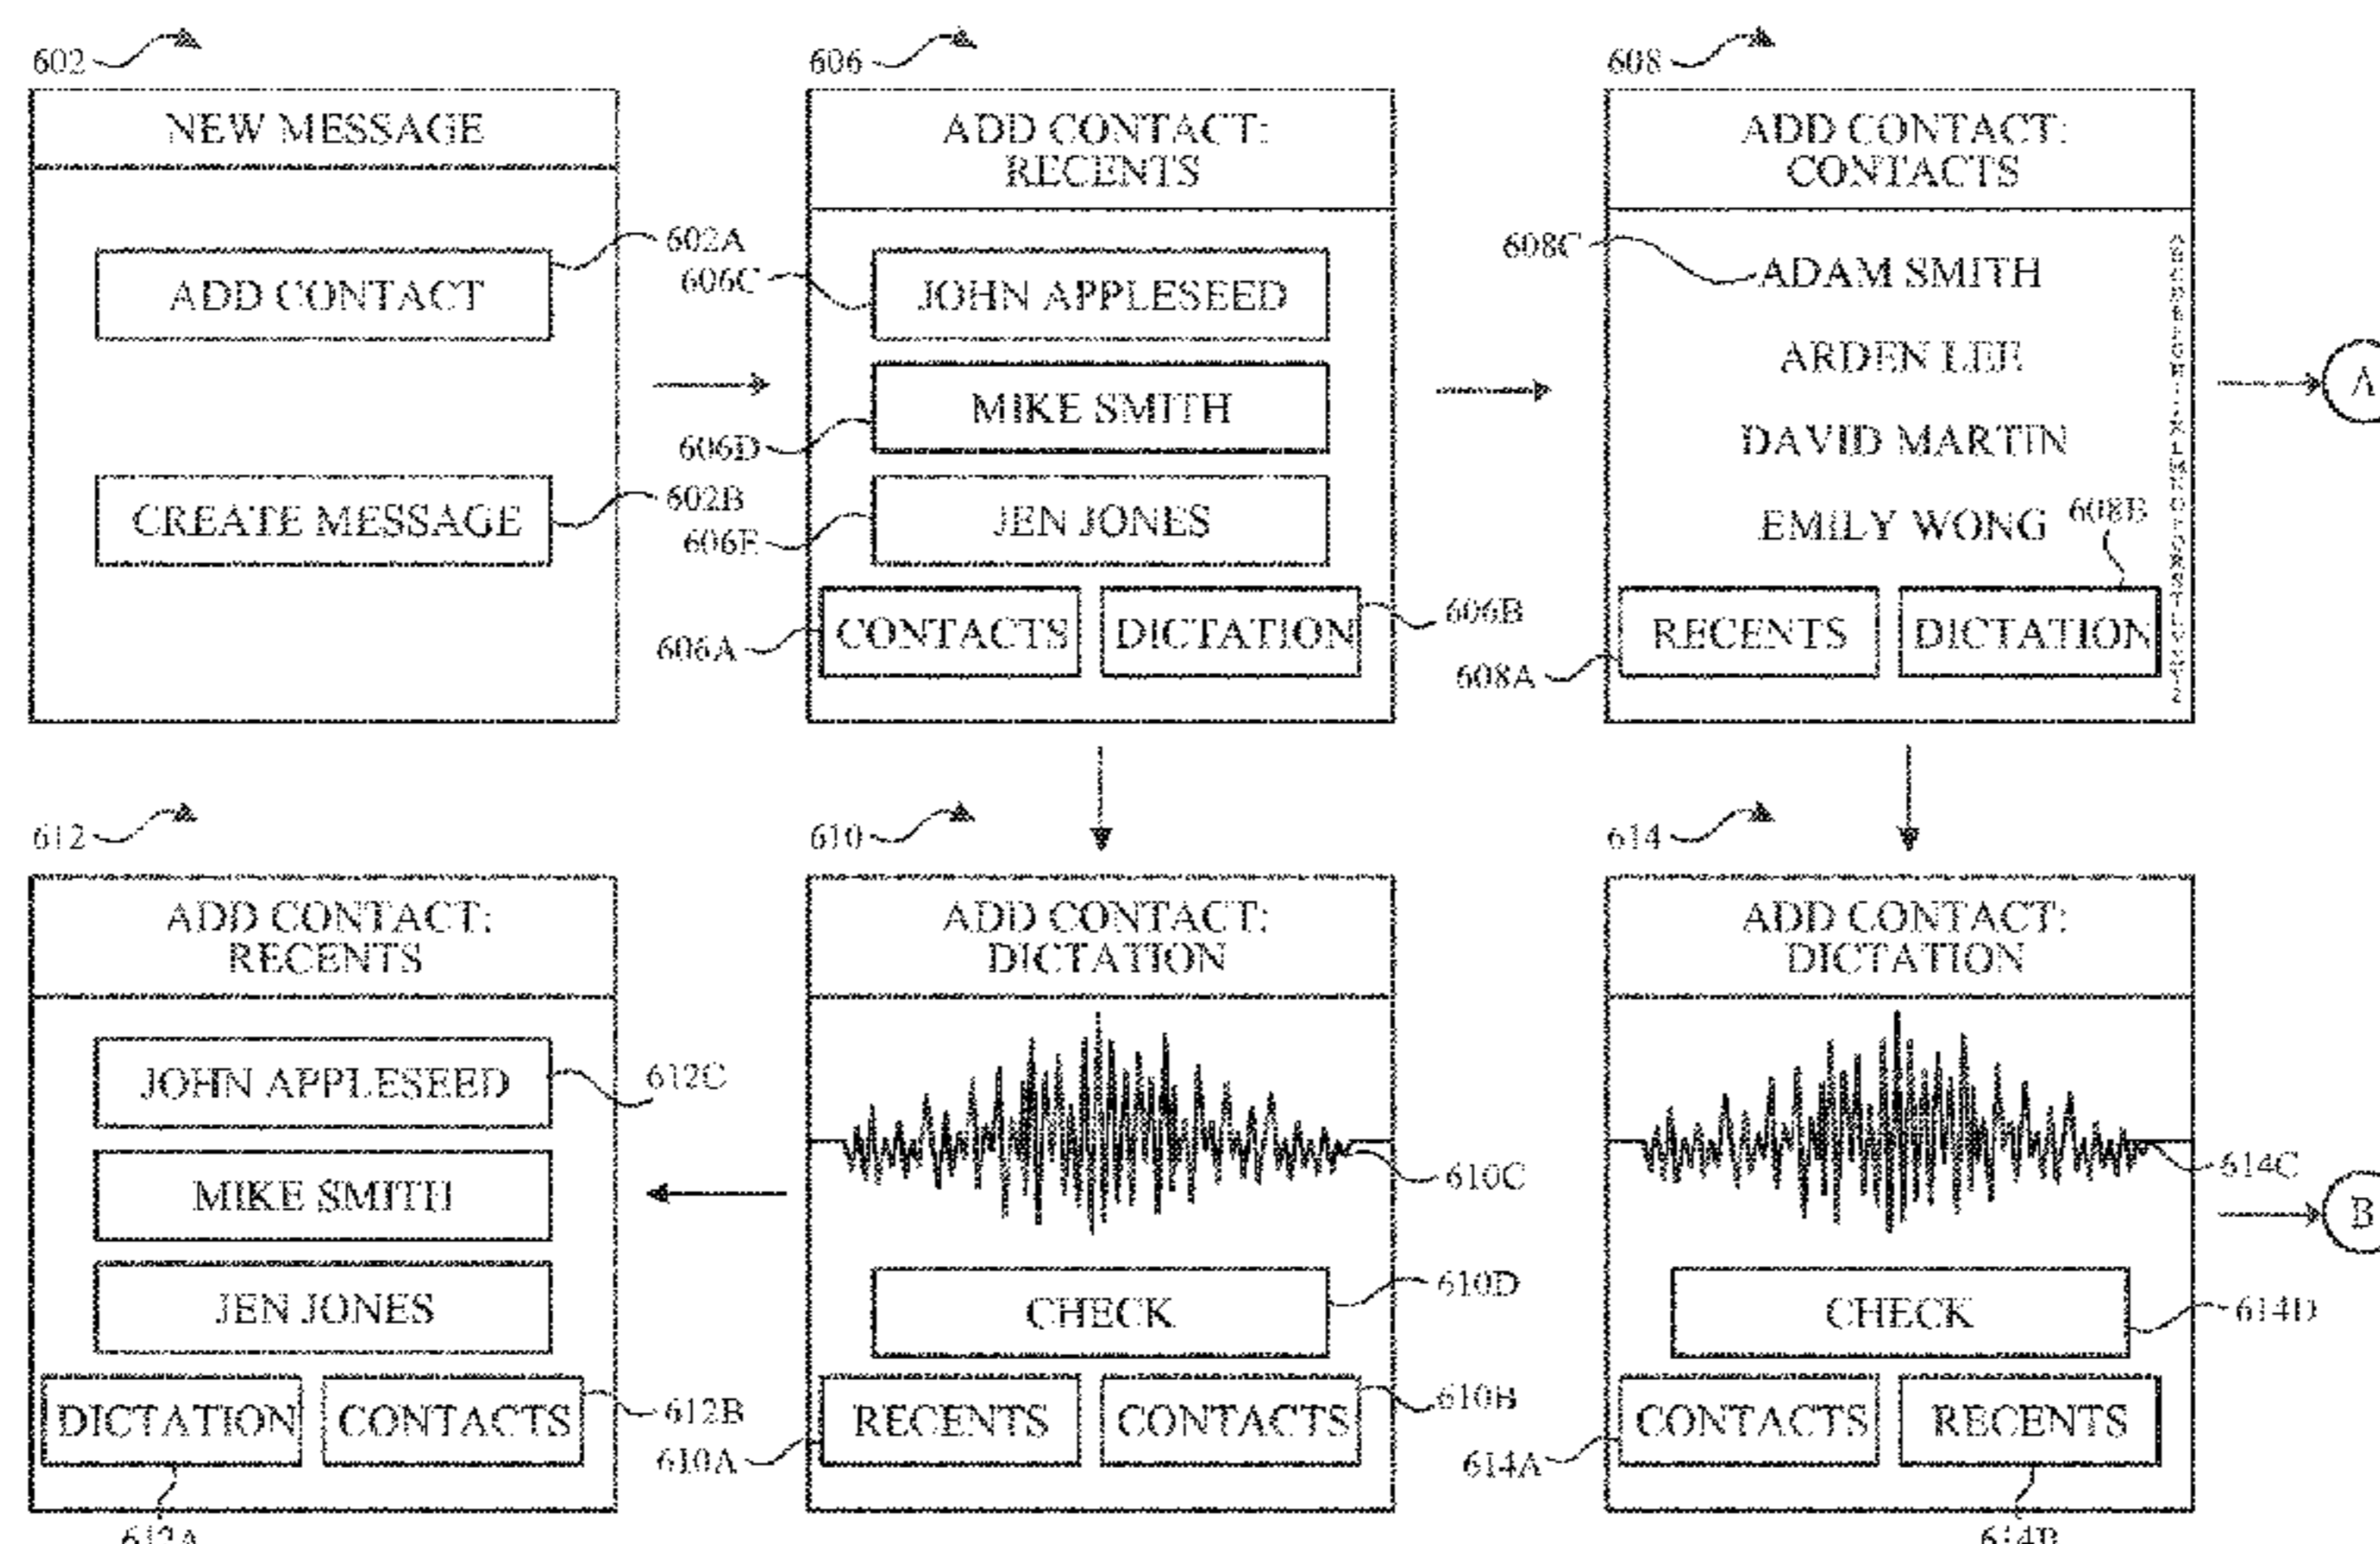 602
606
608
NEW MESSAGE
ADD CONTACT:
RECENTS
ADD CONTACT:
CONTACTS
602A
606C
608C
ADD CONTACT
JOHN APPLESEED
ADAM SMITH
ARDEN LEE
A
MIKE SMITH
606D
DAVID MARTIN
602B
CREATE MESSAGE
606E
JEN JONES
EMILY WONG
608B
606A
CONTACTS
DICTATION
606B
RECENTS
DICTATION
608A
612
610
614
ADD CONTACT:
RECENTS
ADD CONTACT:
DICTATION
ADD CONTACT:
DICTATION
JOHN APPLESEED
612C
610C
614C
MIKE SMITH
B
JEN JONES
CHECK
610D
CHECK
614D
DICTATION
CONTACTS
612B
610A
RECENTS
CONTACTS
610B
614A
CONTACTS
RECENTS
612A
614B